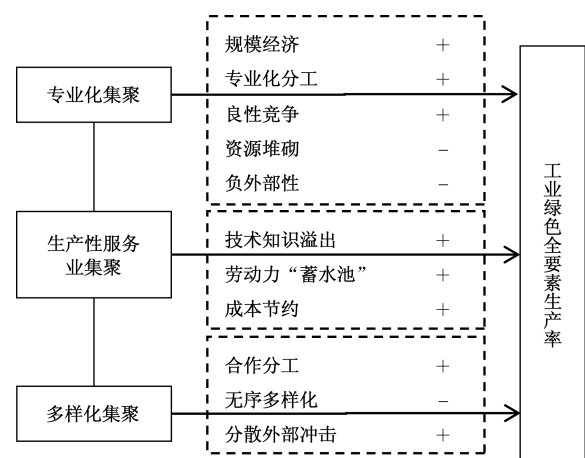 规模经济 +
专业化分工 +
专业化集聚
良性竞争 +
资源堆砌 −
负外部性 −
生产性服务
业集聚
技术知识溢出 +
劳动力“蓄水池” +
成本节约 +
合作分工 +
多样化集聚
无序多样化 −
分散外部冲击 +
工业绿色全要素生产率